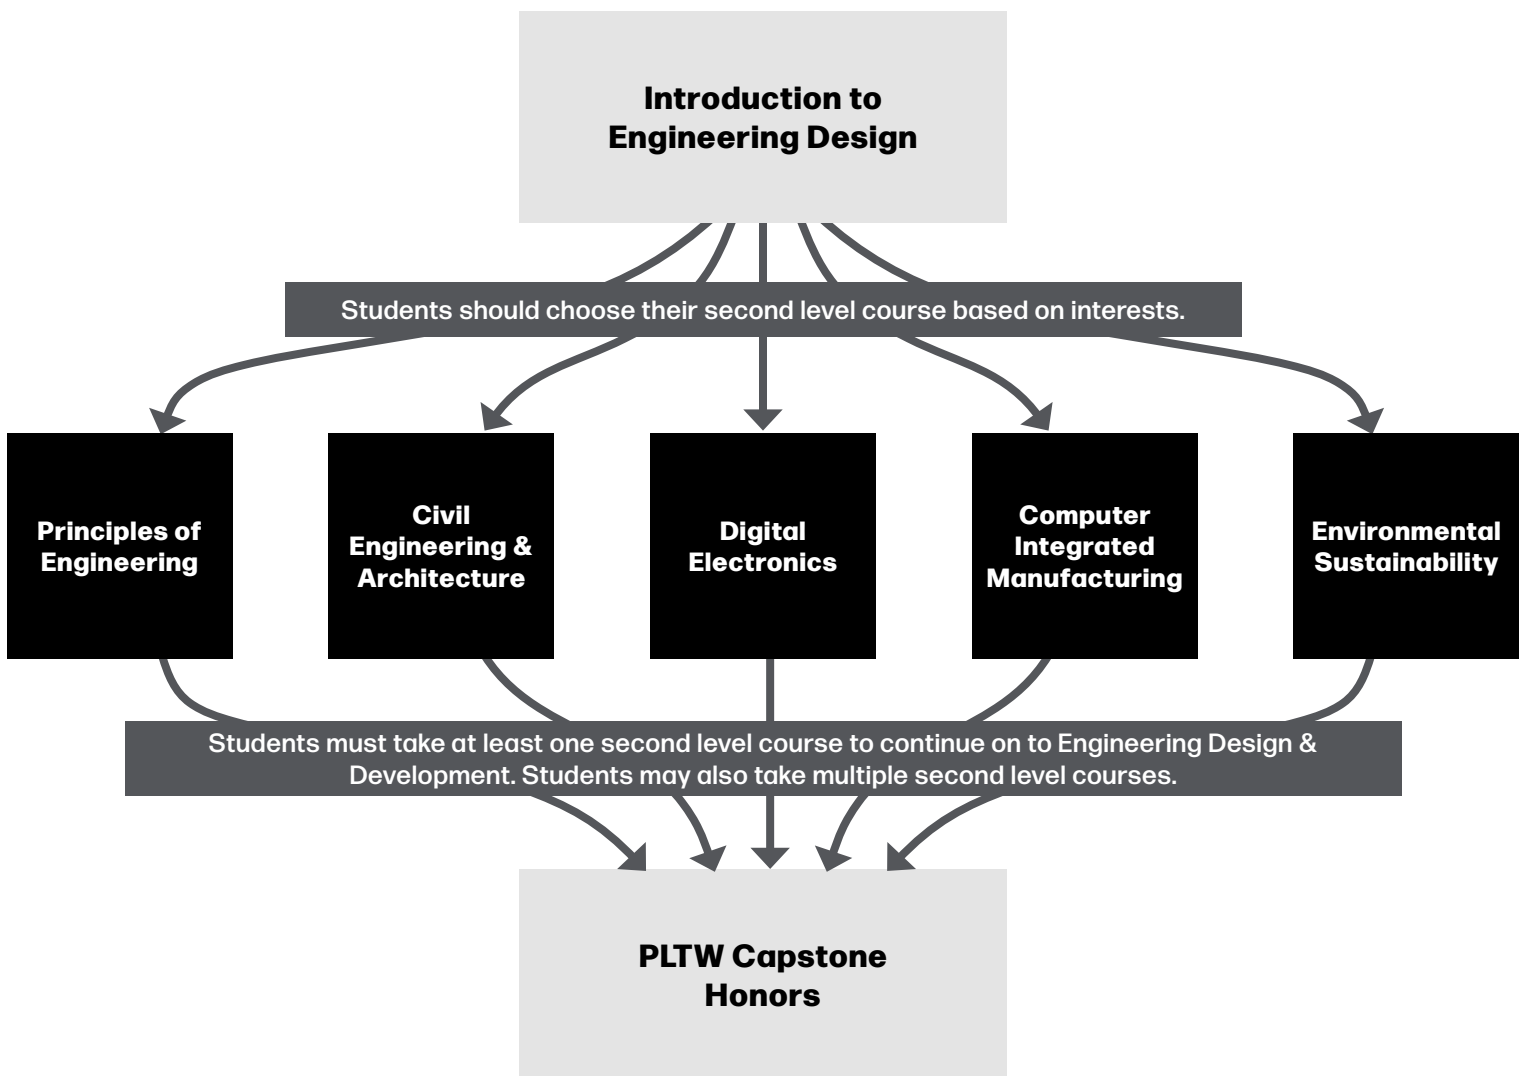 Introduction to
Engineering Design
Students should choose their second level course based on interests.
Principles of
Engineering
Civil
Engineering &
Architecture
Digital
Electronics
Computer
Integrated
Manufacturing
Environmental
Sustainability
Students must take at least one second level course to continue on to Engineering Design &
Development. Students may also take multiple second level courses.
PLTW Capstone
Honors